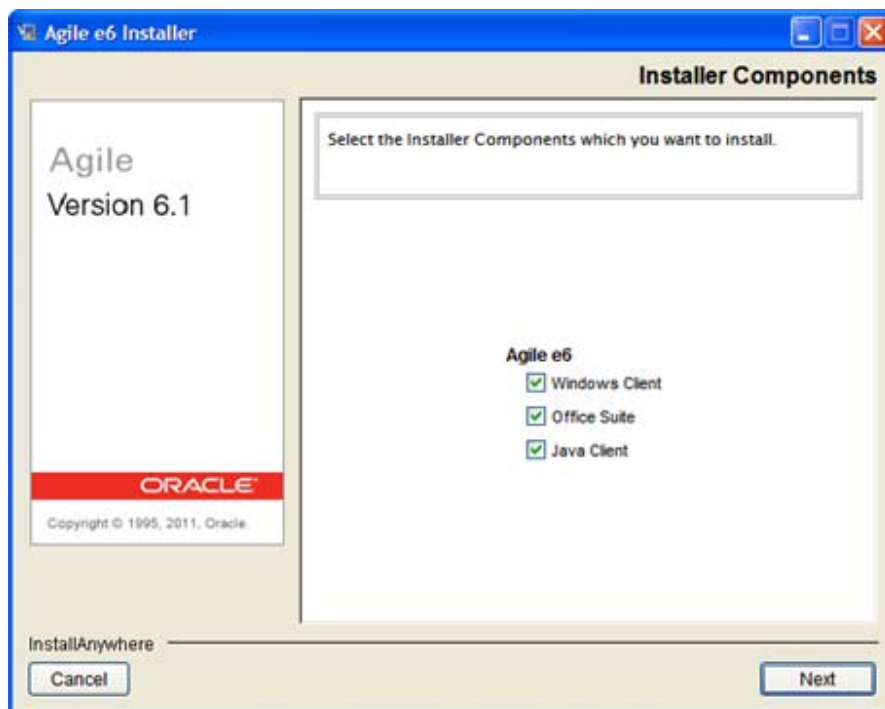 Agile e6 Installer
Installer Components
Agile
Version 6.1
ORACLE
Copyright © 1995, 2011, Oracle.
Select the Installer Components which you want to install.
Agile e6
Windows Client
Office Suite
Java Client
InstallAnywhere
Cancel
Next